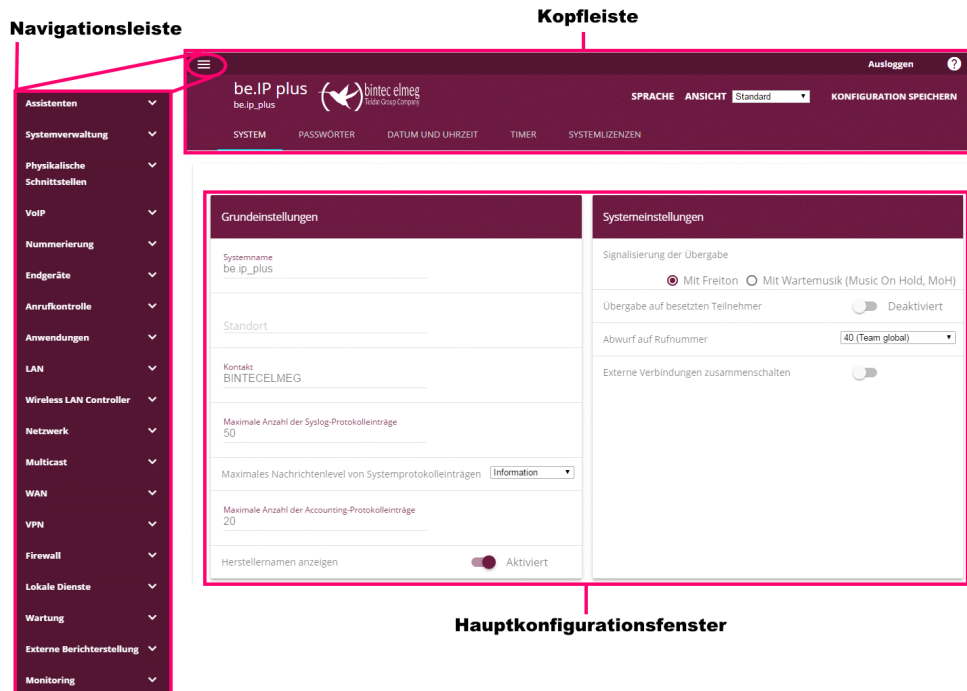 Kopfleiste
Navigationsleiste
Ausloggen ?
be.IP plus
be.ip_plus
bintec elmeg
Teldat Group Company
SPRACHE ANSICHT Standard KONFIGURATION SPEICHERN
SYSTEM PASSWÖRTER DATUM UND UHRZEIT TIMER SYSTEMLIZENZEN
Assistenten
Systemverwaltung
Physikalische
Schnittstellen
VoIP
Nummerierung
Endgeräte
Anrufkontrolle
Anwendungen
LAN
Wireless LAN Controller
Netzwerk
Multicast
WAN
VPN
Firewall
Lokale Dienste
Wartung
Externe Berichterstellung
Monitoring
Grundeinstellungen
Systemname
be.ip_plus
Standort
Kontakt
BINTECELMEG
Maximale Anzahl der Syslog-Protokolleinträge
50
Maximales Nachrichtenlevel von Systemprotokolleinträgen Information
Maximale Anzahl der Accounting-Protokolleinträge
20
Herstellernamen anzeigen Aktiviert
Systemeinstellungen
Signalisierung der Übergabe
Mit Freiton Mit Wartemusik (Music On Hold, MoH)
Übergabe auf besetzten Teilnehmer Deaktiviert
Abwurf auf Rufnummer 40 (Team global)
Externe Verbindungen zusammenschalten
Hauptkonfigurationsfenster